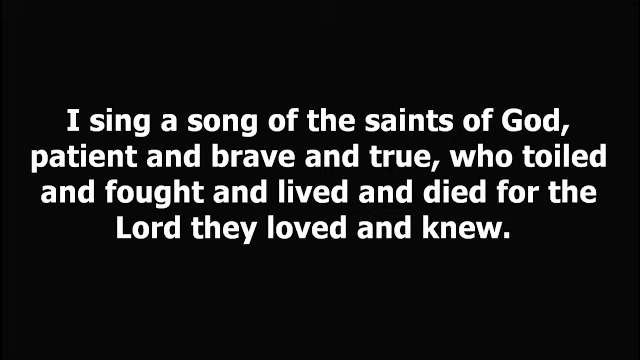 I sing a song of the saints of God,
patient and brave and true, who toiled
and fought and lived and died for the
Lord they loved and knew.